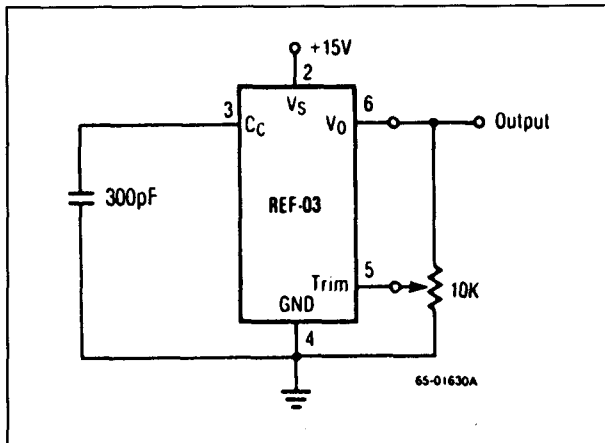 +15V
2
3
VS
6
CC
VO
Output
300pF
REF-03
5
Trim
10K
GND
4
65-01630A